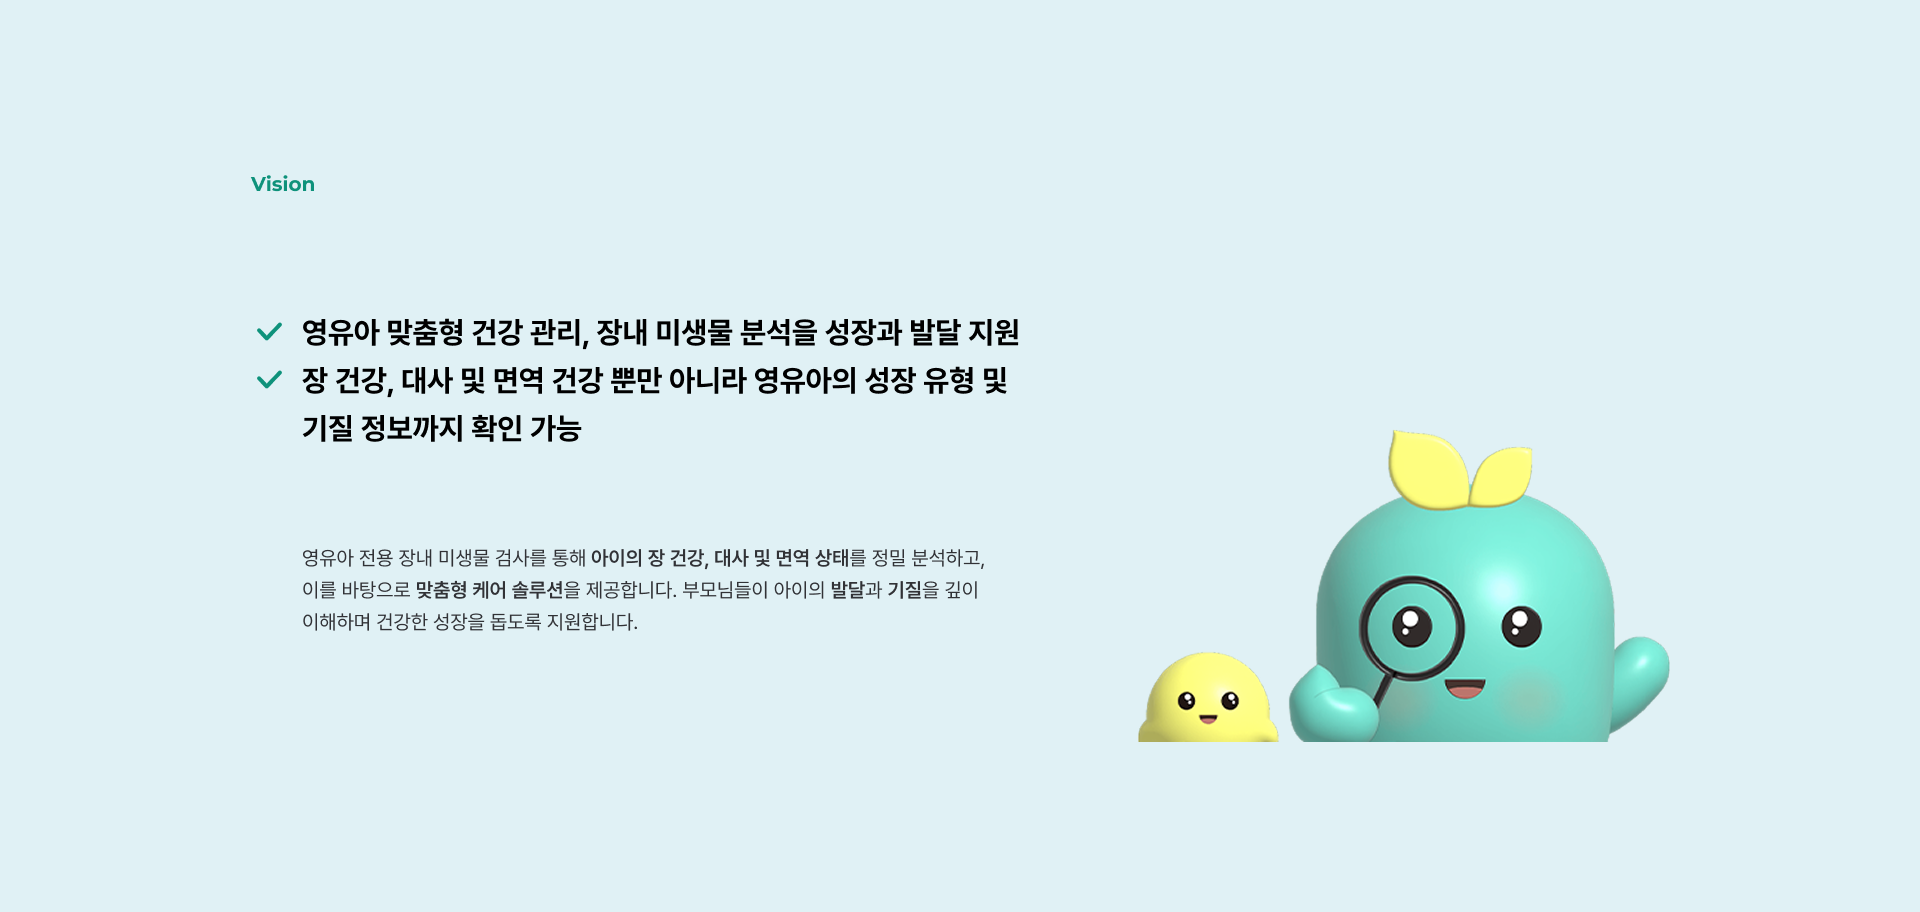 Vision
영유아 맞춤형 건강 관리, 장내 미생물 분석을 성장과 발달 지원
장 건강, 대사 및 면역 건강 뿐만 아니라 영유아의 성장 유형 및
기질 정보까지 확인 가능
영유아 전용 장내 미생물 검사를 통해 아이의 장 건강, 대사 및 면역 상태를 정밀 분석하고,
이를 바탕으로 맞춤형 케어 솔루션을 제공합니다. 부모님들이 아이의 발달과 기질을 깊이
이해하며 건강한 성장을 돕도록 지원합니다.